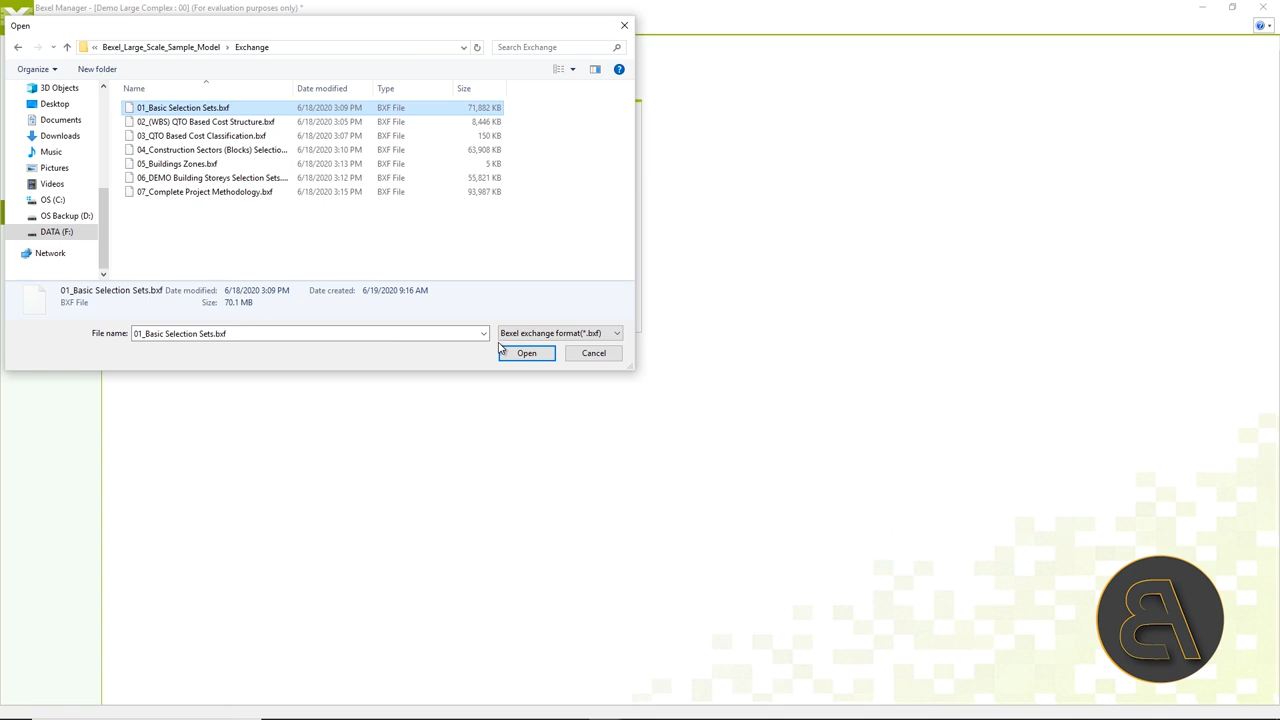 Bexel Manager - [Demo Large Complex : 00] (For evaluation purposes only) *
Open
« Bexel_Large_Scale_Sample_Model › Exchange
Search Exchange
Organize
New folder
Name
Date modified
Type
Size
3D Objects
Desktop
Documents
Downloads
Music
Pictures
Videos
OS (C:)
OS Backup (D:)
DATA (F:)
Network
01_Basic Selection Sets.bxf 6/18/2020 3:09 PM BXF File 71,882 KB
02_(WBS) QTO Based Cost Structure.bxf 6/18/2020 3:05 PM BXF File 8,446 KB
03_QTO Based Cost Classification.bxf 6/18/2020 3:07 PM BXF File 150 KB
04_Construction Sectors (Blocks) Selectio... 6/18/2020 3:10 PM BXF File 63,908 KB
05_Buildings Zones.bxf 6/18/2020 3:13 PM BXF File 5 KB
06_DEMO Building Storeys Selection Sets.... 6/18/2020 3:12 PM BXF File 55,821 KB
07_Complete Project Methodology.bxf 6/18/2020 3:15 PM BXF File 93,987 KB
01_Basic Selection Sets.bxf Date modified: 6/18/2020 3:09 PM Date created: 6/19/2020 9:16 AM
BXF File Size: 70.1 MB
File name: 01_Basic Selection Sets.bxf
Bexel exchange format(*.bxf)
Open
Cancel